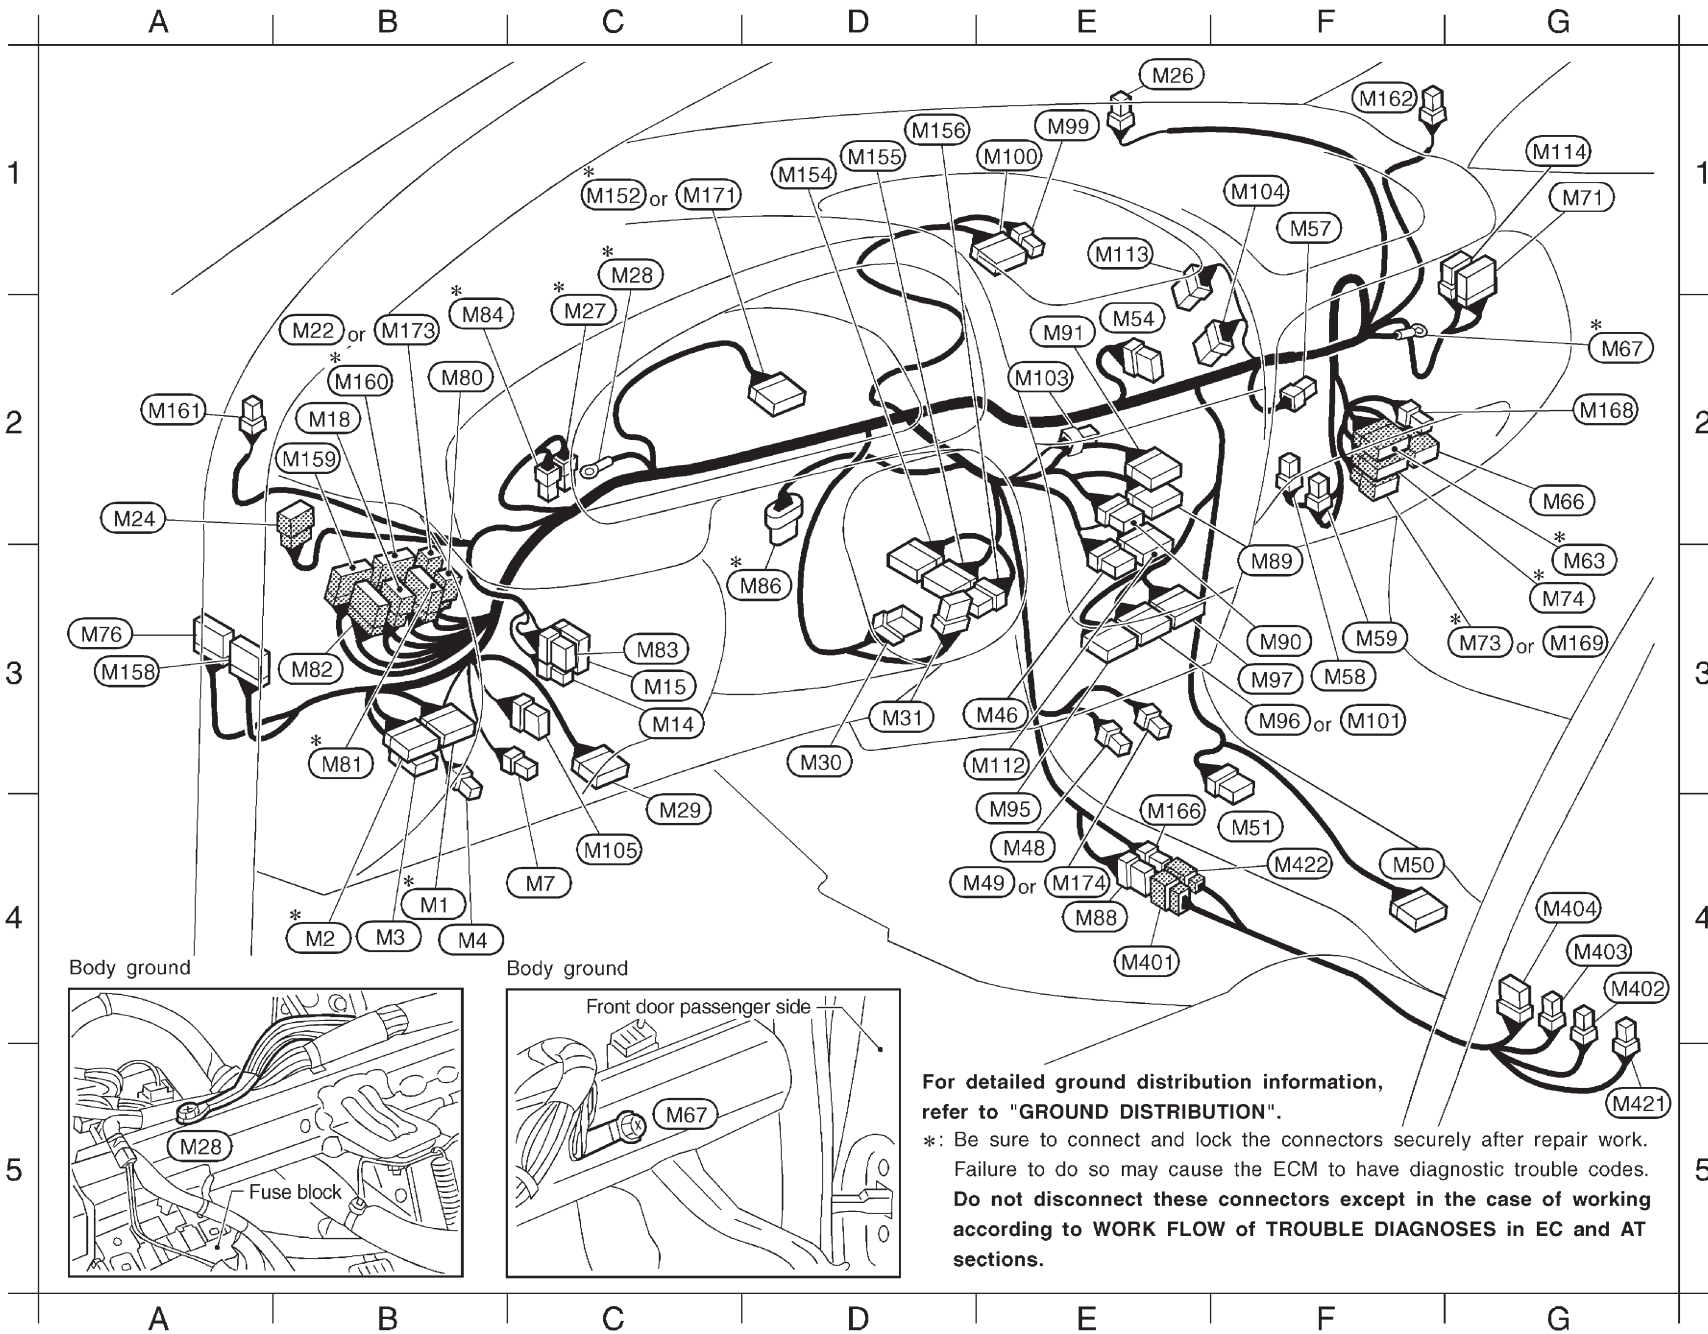 A B C D E F G
1 1
2 2
3 3
4 4
5 5
M26
M162
M156
M99
M155
M100
M114
M154
* M152 or M171
M104
M71
M57
M113
* M28
* M27
* M84
M22 or M173
M91
M54
* M67
* M160
M80
M103
M161
M18
M168
M159
M24
M66
* M86
M89
* M63
* M74
M76
M158
M82
M83
M15
M14
M90
M59
* M73 or M169
M97
M58
M31
M46
M96 or M101
* M81
M30
M112
M29
M95
M166
M51
M105
M48
M7
M49 or M174
M422
M50
* M1
M88
* M2
M3
M4
M401
M404
M403
M402
M421
Body ground
M28
Fuse block
Body ground
Front door passenger side
M67
For detailed ground distribution information,
refer to "GROUND DISTRIBUTION".
*: Be sure to connect and lock the connectors securely after repair work.
Failure to do so may cause the ECM to have diagnostic trouble codes.
Do not disconnect these connectors except in the case of working
according to WORK FLOW of TROUBLE DIAGNOSES in EC and AT
sections.
A B C D E F G